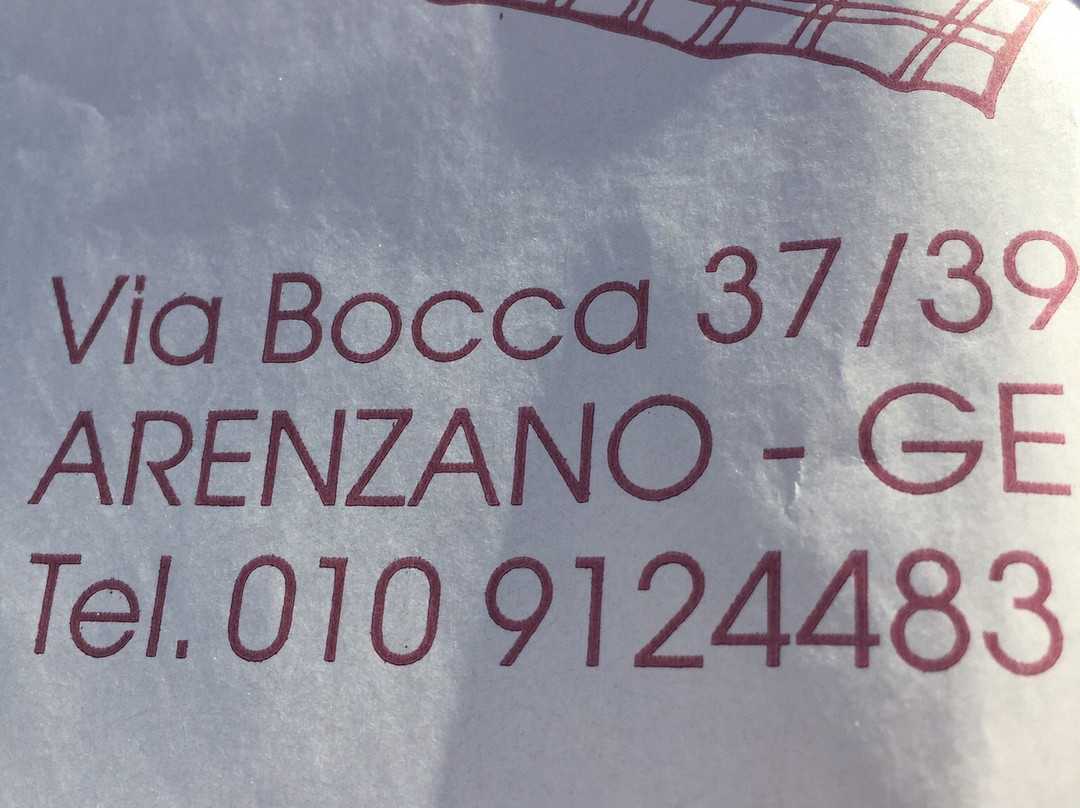 Via Bocca 37/39
ARENZANO - GE
Tel. 010 9124483